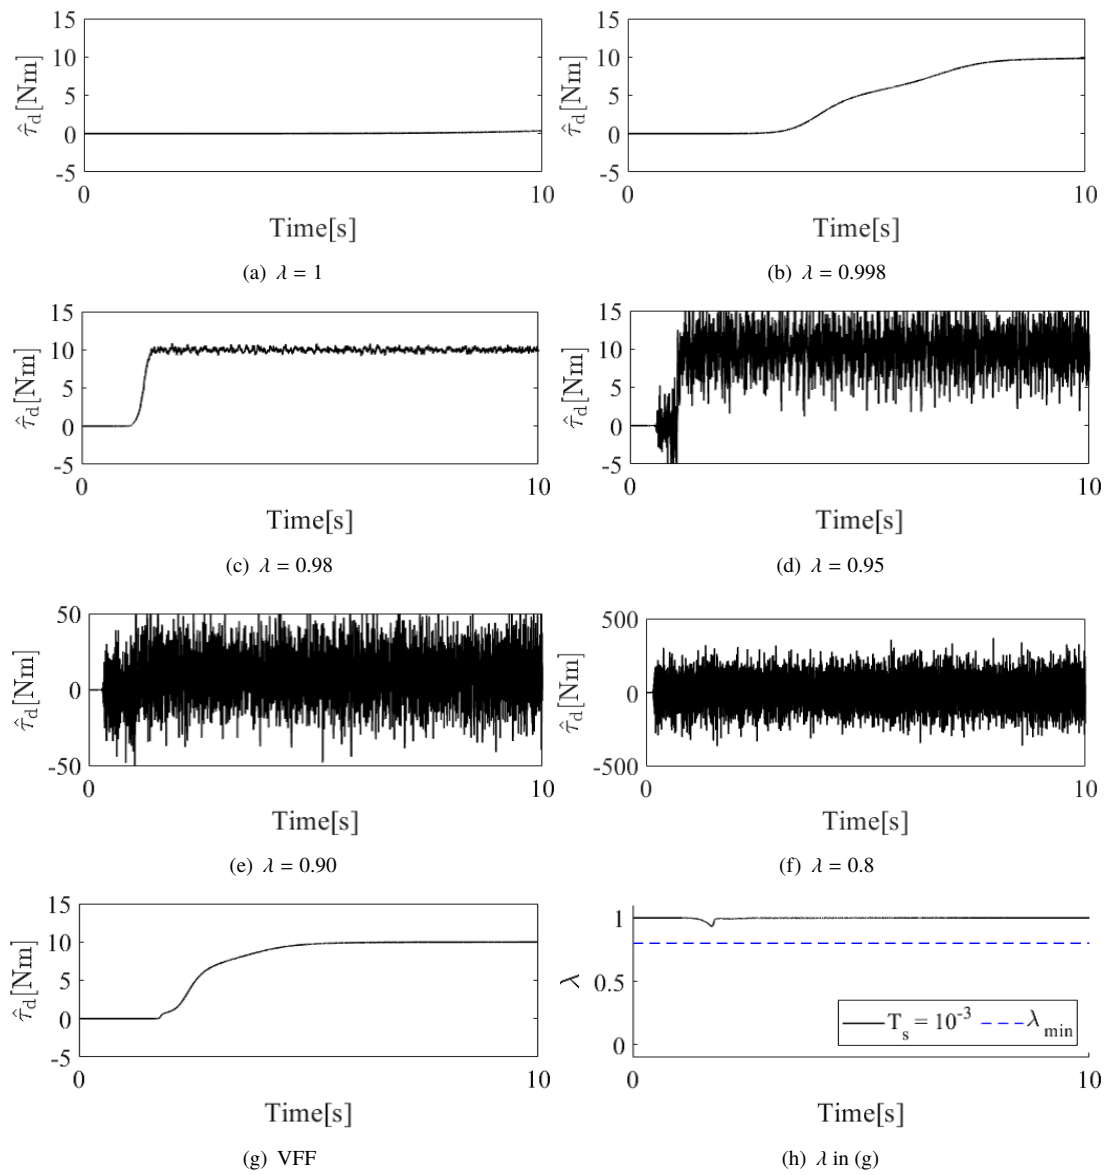 15
10
5
0
-5
τ̂d[Nm]
0
10
Time[s]
(a) λ = 1
15
10
5
0
-5
τ̂d[Nm]
0
10
Time[s]
(b) λ = 0.998
15
10
5
0
-5
τ̂d[Nm]
0
10
Time[s]
(c) λ = 0.98
15
10
5
0
-5
τ̂d[Nm]
0
10
Time[s]
(d) λ = 0.95
50
0
-50
τ̂d[Nm]
0
10
Time[s]
(e) λ = 0.90
500
0
-500
τ̂d[Nm]
0
10
Time[s]
(f) λ = 0.8
15
10
5
0
-5
τ̂d[Nm]
0
10
Time[s]
(g) VFF
1
0.5
0
λ
Ts = 10-3 λmin
0
10
Time[s]
(h) λ in (g)